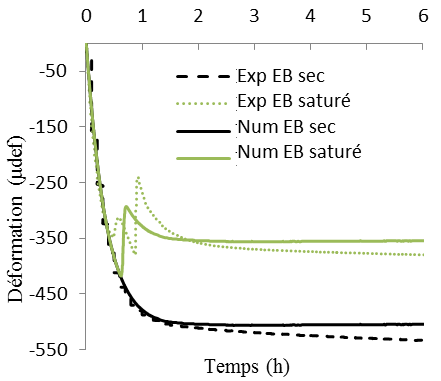 0 1 2 3 4 5 6
-50
-150
-250
-350
-450
-550
Déformation (µdef)
Exp EB sec
Exp EB saturé
Num EB sec
Num EB saturé
Temps (h)